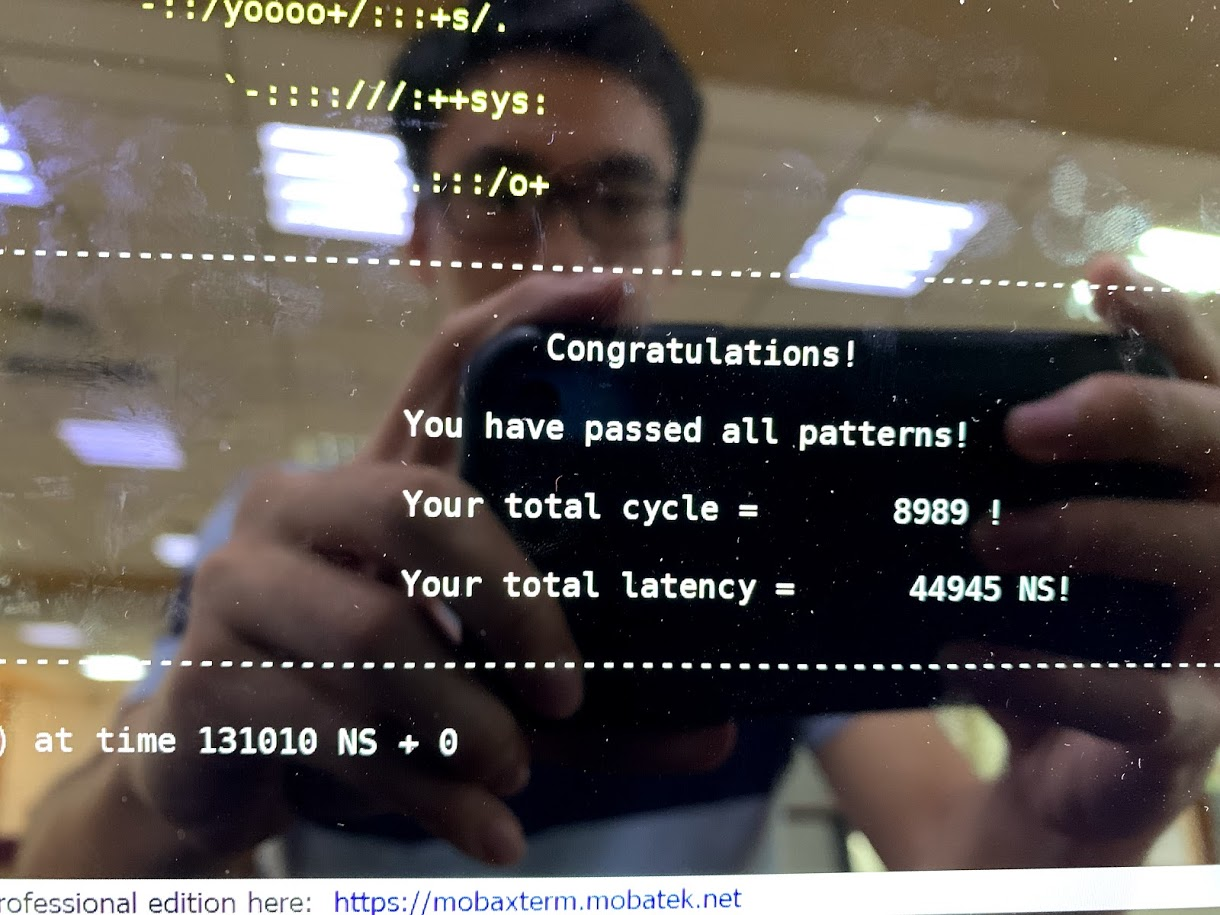 -::/yoooo+/:::+s/.
`-::::///:++sys:
.:::/o+
Congratulations!
You have passed all patterns!
Your total cycle = 8989 !
Your total latency = 44945 NS!
) at time 131010 NS + 0
rofessional edition here: https://mobaxterm.mobatek.net